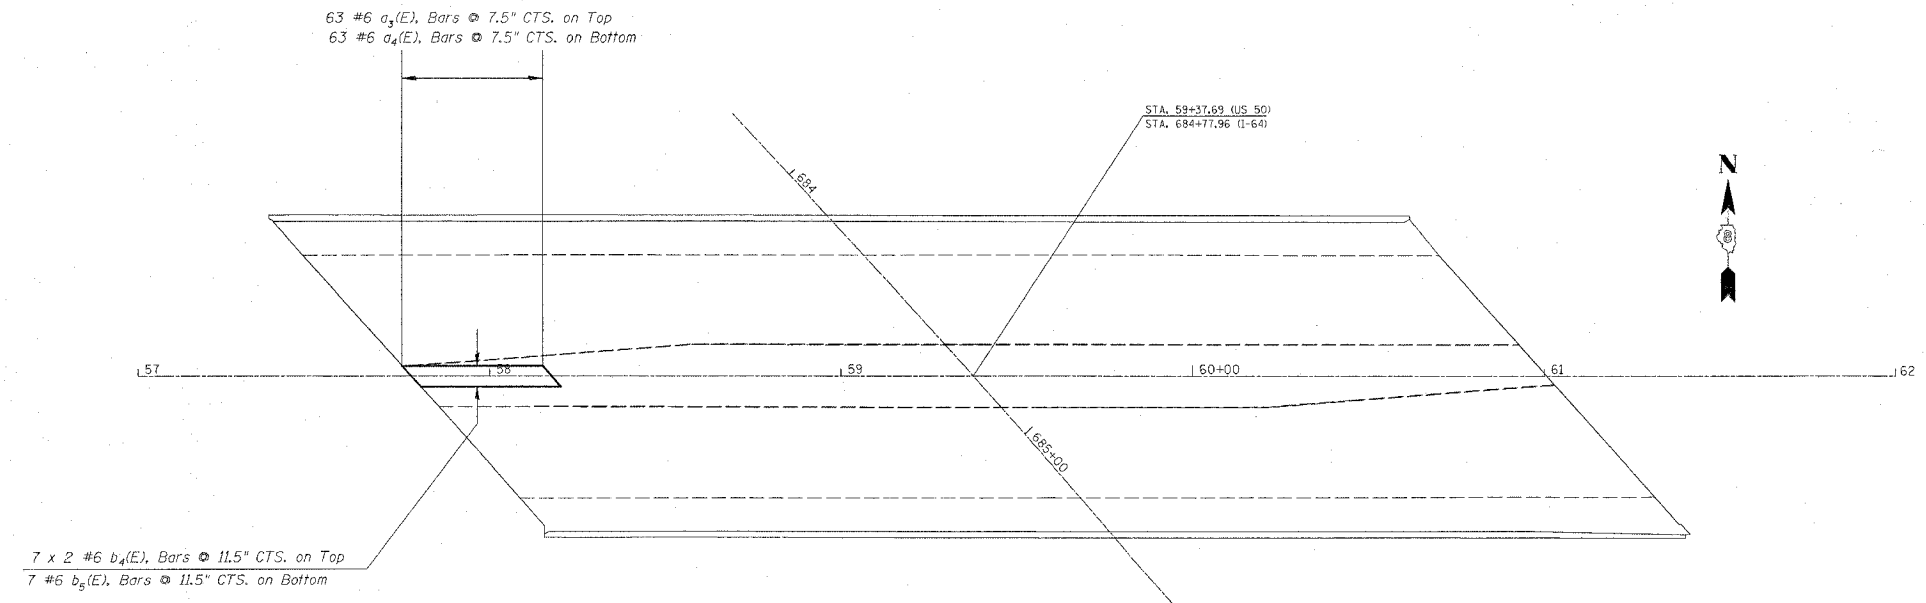 63 #6 a3(E), Bars @ 7.5" CTS. on Top
63 #6 a4(E), Bars @ 7.5" CTS. on Bottom
STA. 59+37.69 (US 50)
STA. 684+77.96 (I-64)
N
684
57
58
59
60+00
61
62
685+00
7 x 2 #6 b4(E), Bars @ 11.5" CTS. on Top
7 #6 b5(E), Bars @ 11.5" CTS. on Bottom